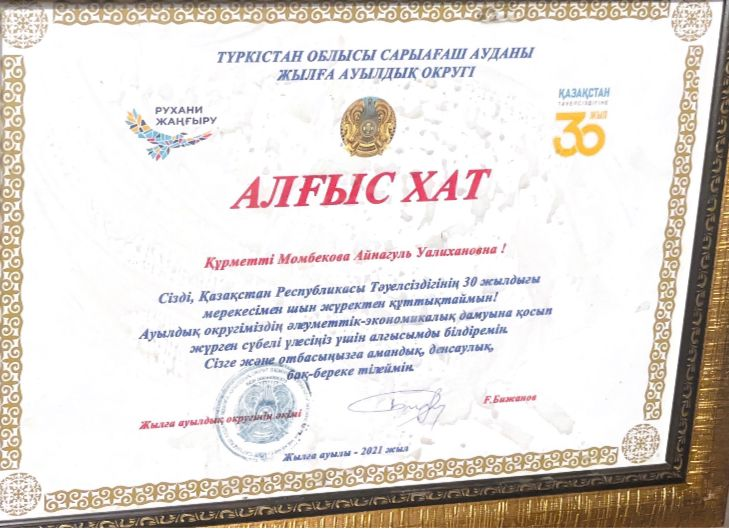 ТҮРКІСТАН ОБЛЫСЫ САРЫАҒАШ АУДАНЫ
ЖЫЛҒА АУЫЛДЫҚ ОКРУГІ
РУХАНИ
ЖАҢҒЫРУ
ҚАЗАҚСТАН
ТӘУЕЛСІЗДІГІНЕ
30 ЖЫЛ
АЛҒЫС ХАТ
Құрметті Момбекова Айпагуль Уалихановна !
Сізді, Қазақстан Республикасы Тәуелсіздігінің 30 жылдығы
мерекесімен шын жүректен құттықтаймын!
Ауылдық округіміздің әлеуметтік-экономикалық дамуына қосып
жүрген сүбелі үлесіңіз үшін алғысымды білдіремін.
Сізге және отбасыңызға амандық, денсаулық,
бақ-береке тілеймін.
Жылға ауылдық округінің әкімі
Ғ.Бижанов
Жылға ауылы - 2021 жыл